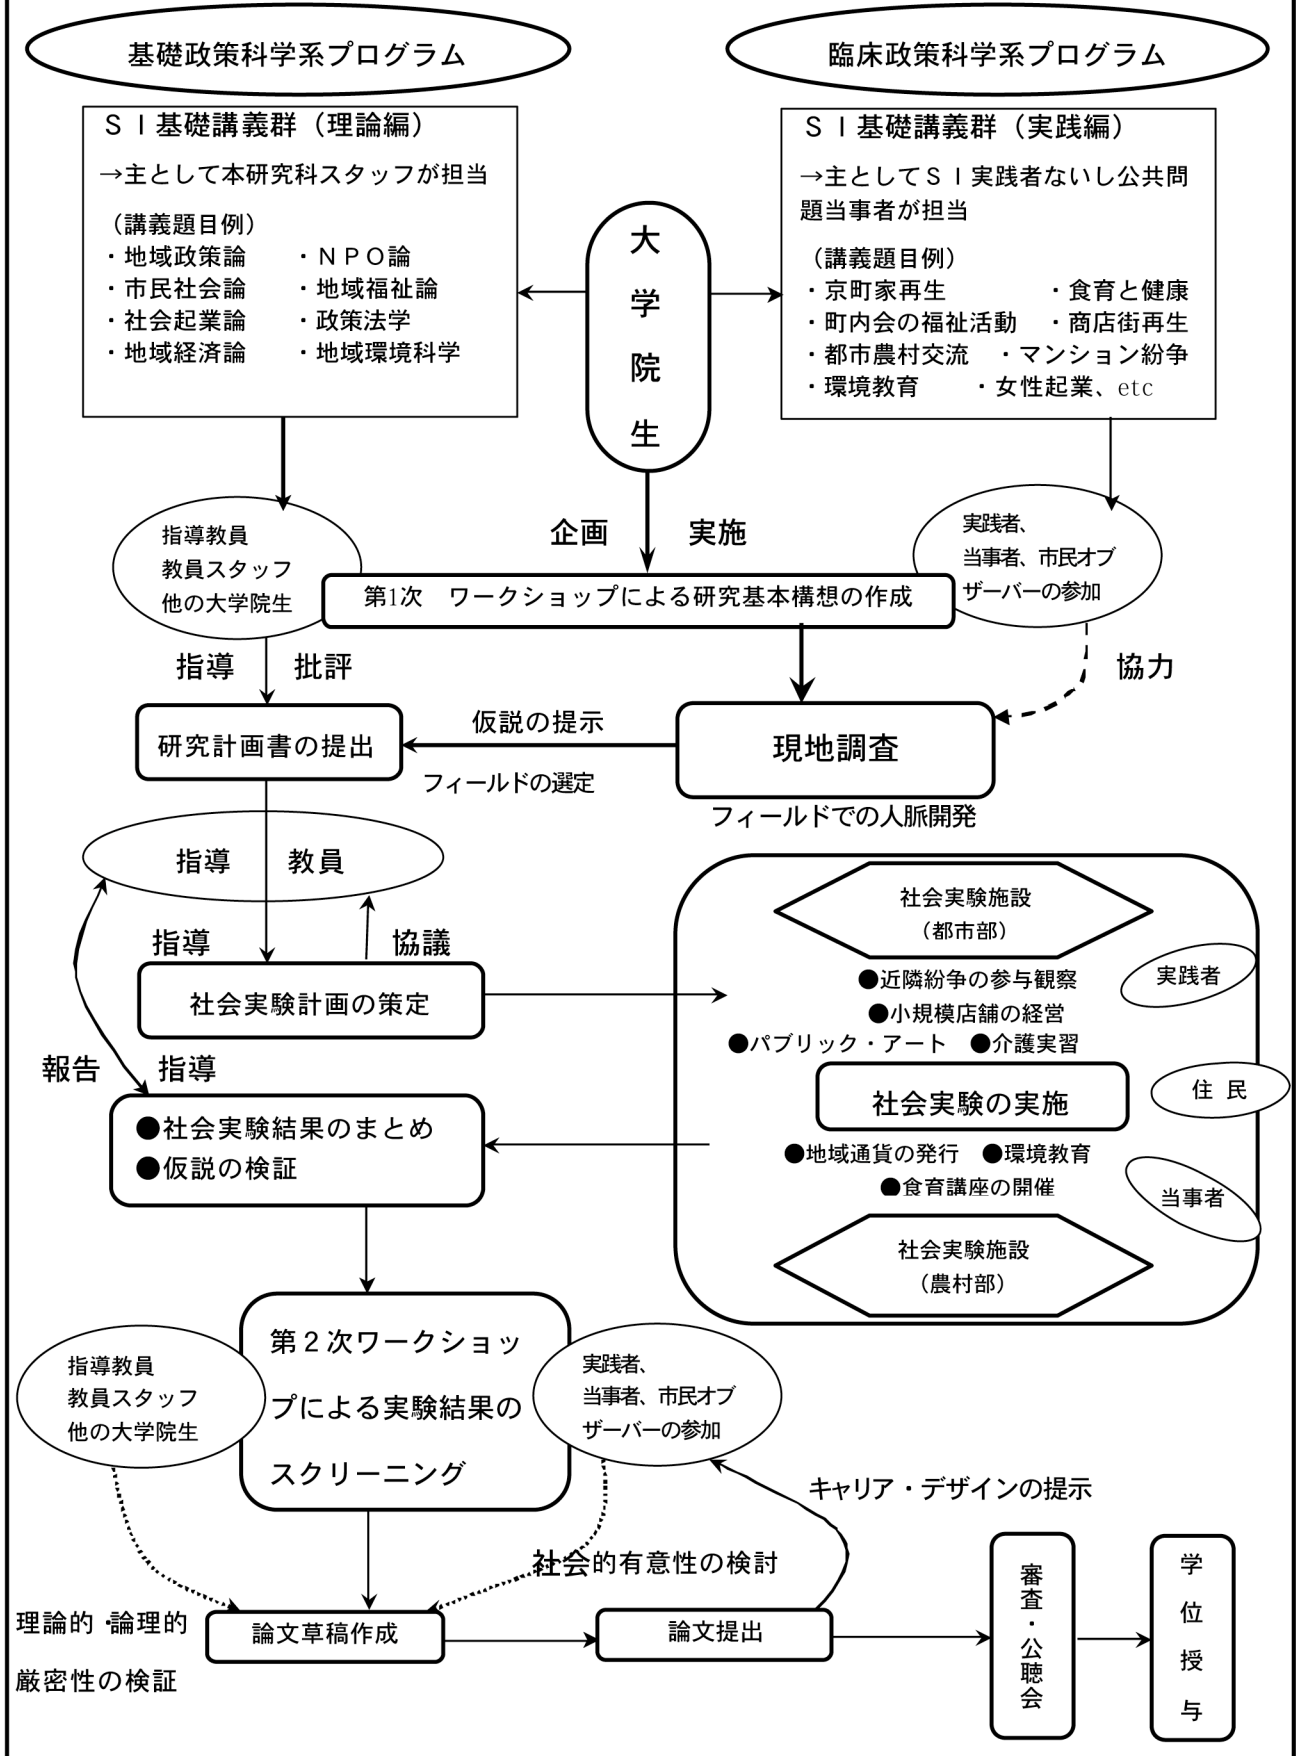 基礎政策科学系プログラム
臨床政策科学系プログラム
ＳＩ基礎講義群（理論編）
→主として本研究科スタッフが担当
（講義題目例）
・地域政策論　・ＮＰＯ論
・市民社会論　・地域福祉論
・社会起業論　・政策法学
・地域経済論　・地域環境科学
大学院生
ＳＩ基礎講義群（実践編）
→主としてＳＩ実践者ないし公共問
題当事者が担当
（講義題目例）
・京町家再生　・食育と健康
・町内会の福祉活動　・商店街再生
・都市農村交流　・マンション紛争
・環境教育　・女性起業、etc
企画　実施
指導教員
教員スタッフ
他の大学院生
第1次　ワークショップによる研究基本構想の作成
実践者、
当事者、市民オブ
ザーバーの参加
指導　批評
協力
研究計画書の提出
仮説の提示
フィールドの選定
現地調査
フィールドでの人脈開発
指導　教員
指導　協議
社会実験計画の策定
報告　指導
●社会実験結果のまとめ
●仮説の検証
社会実験施設
（都市部）
●近隣紛争の参与観察
●小規模店舗の経営
●パブリック・アート　●介護実習
社会実験の実施
●地域通貨の発行　●環境教育
●食育講座の開催
社会実験施設
（農村部）
実践者
住 民
当事者
第２次ワークショッ
プによる実験結果の
スクリーニング
指導教員
教員スタッフ
他の大学院生
実践者、
当事者、市民オブ
ザーバーの参加
キャリア・デザインの提示
社会的有意性の検討
理論的・論理的
厳密性の検証
論文草稿作成
論文提出
審査・公聴会
学位授与